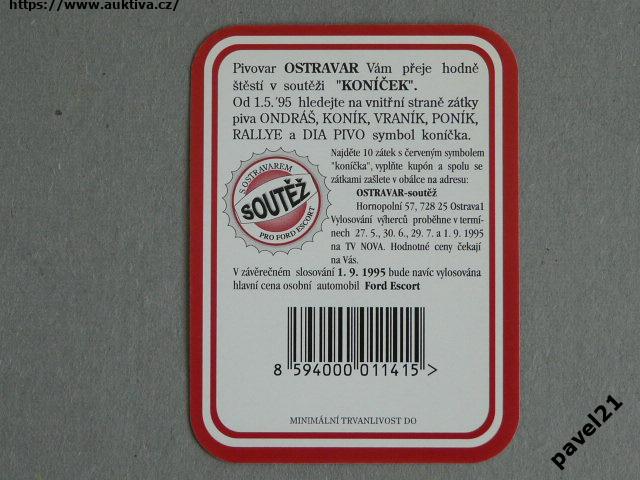 https://www.auktiva.cz/
Pivovar OSTRAVAR Vám přeje hodně
štěstí v soutěži "KONÍČEK".
Od 1.5.'95 hledejte na vnitřní straně zátky
piva ONDRÁŠ, KONÍK, VRANÍK, PONÍK,
RALLYE a DIA PIVO symbol koníčka.
S OSTRAVAREM
SOUTĚŽ
PRO FORD ESCORT
Najděte 10 zátek s červeným symbolem
"koníčka", vyplňte kupón a spolu se
zátkami zašlete v obálce na adresu:
OSTRAVAR-soutěž
Hornopolní 57, 728 25 Ostrava1
Vylosování výherců proběhne v termí-
nech 27. 5., 30. 6., 29. 7. a 1. 9. 1995
na TV NOVA. Hodnotné ceny čekají
na Vás.
V závěrečném slosování 1. 9. 1995 bude navíc vylosována
hlavní cena osobní automobil Ford Escort
8 594000 011415 >
MINIMÁLNÍ TRVANLIVOST DO
pavel21